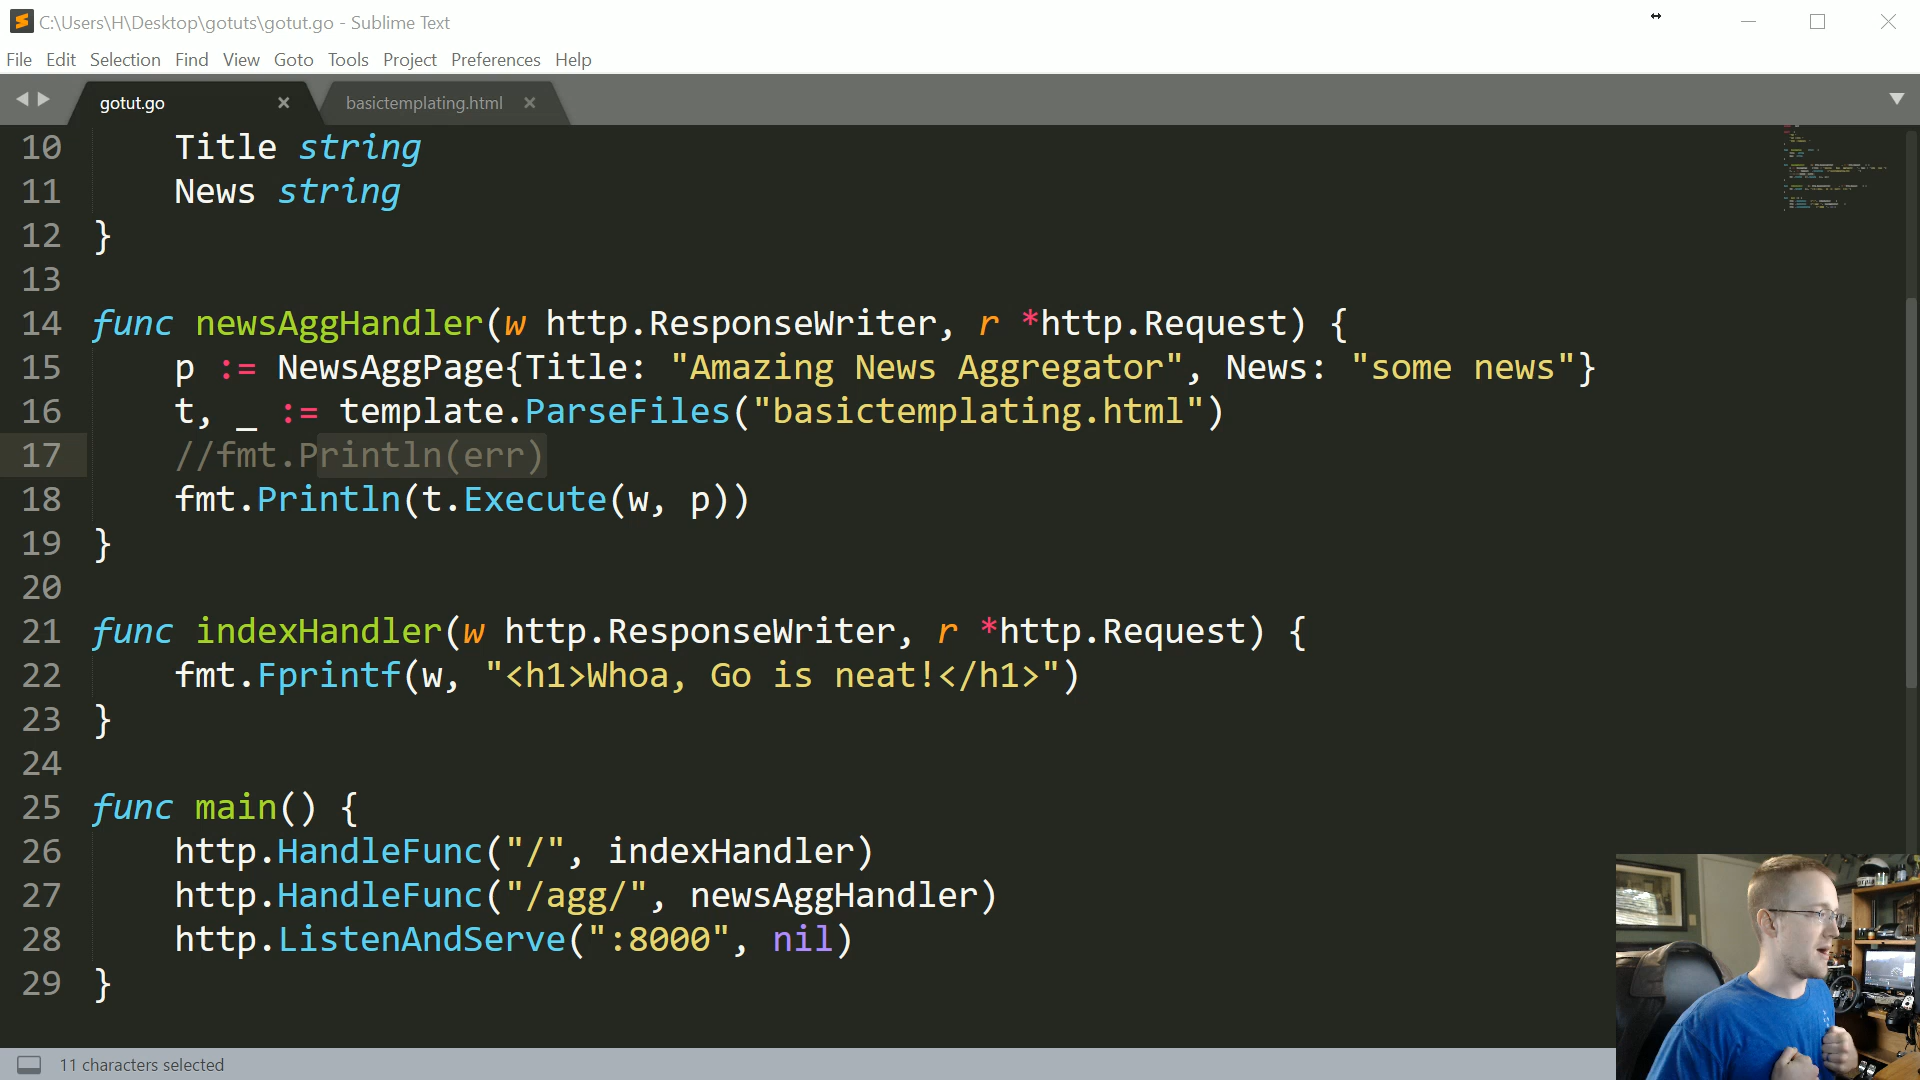 C:\Users\H\Desktop\gotuts\gotut.go - Sublime Text
File Edit Selection Find View Goto Tools Project Preferences Help
gotut.go basictemplating.html
10 Title string
11 News string
12 }
13
14 func newsAggHandler(w http.ResponseWriter, r *http.Request) {
15 p := NewsAggPage{Title: "Amazing News Aggregator", News: "some news"}
16 t, _ := template.ParseFiles("basictemplating.html")
17 //fmt.Println(err)
18 fmt.Println(t.Execute(w, p))
19 }
20
21 func indexHandler(w http.ResponseWriter, r *http.Request) {
22 fmt.Fprintf(w, "<h1>Whoa, Go is neat!</h1>")
23 }
24
25 func main() {
26 http.HandleFunc("/", indexHandler)
27 http.HandleFunc("/agg/", newsAggHandler)
28 http.ListenAndServe(":8000", nil)
29 }
11 characters selected